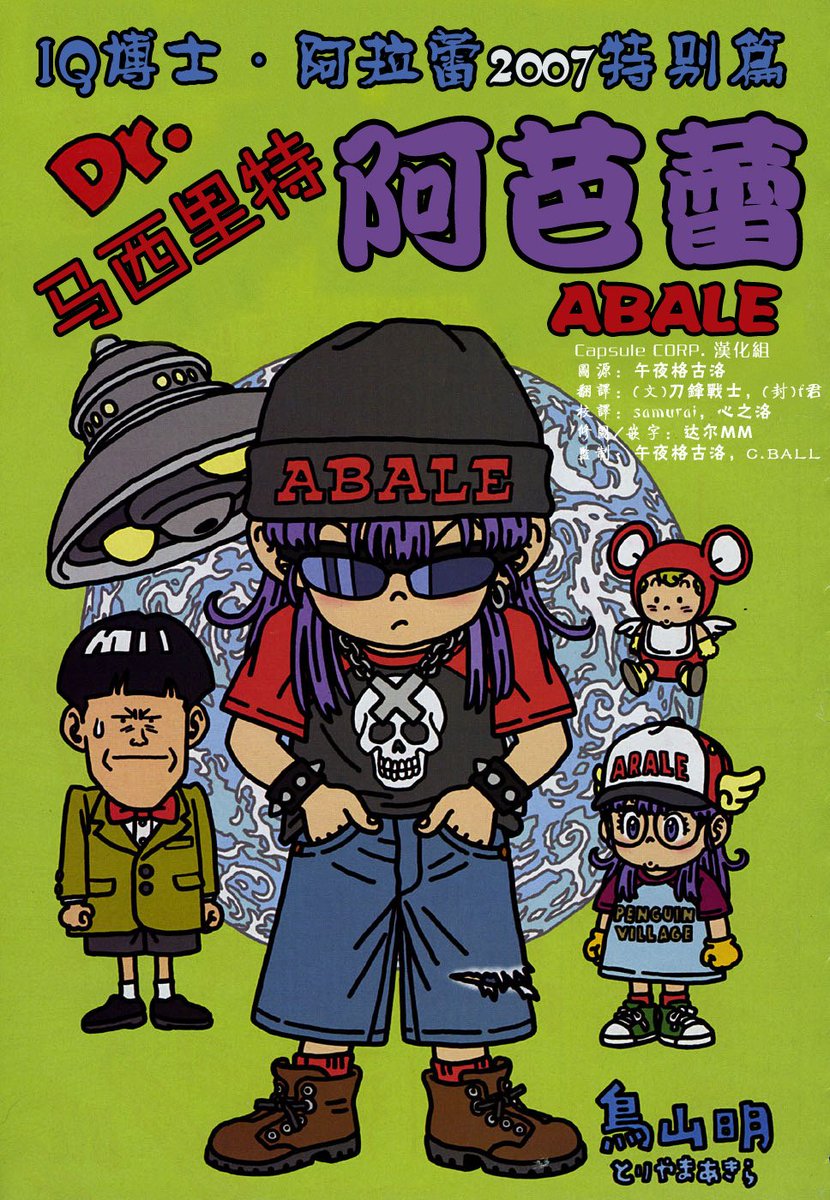 IQ博士·阿拉蕾2007特别篇
Dr.
马西里特
阿芭蕾
ABALE
Capsule CORP. 漢化組
圖源：午夜格古洛
翻譯：(文)刀鋒戰士，(封)f君
校譯：samurai，心之洛
修圖/嵌字：达尔MM
監制：午夜格古洛，C.BALL
ABALE
ARALE
PENGUIN
VILLAGE
鳥山明
とりやまあきら